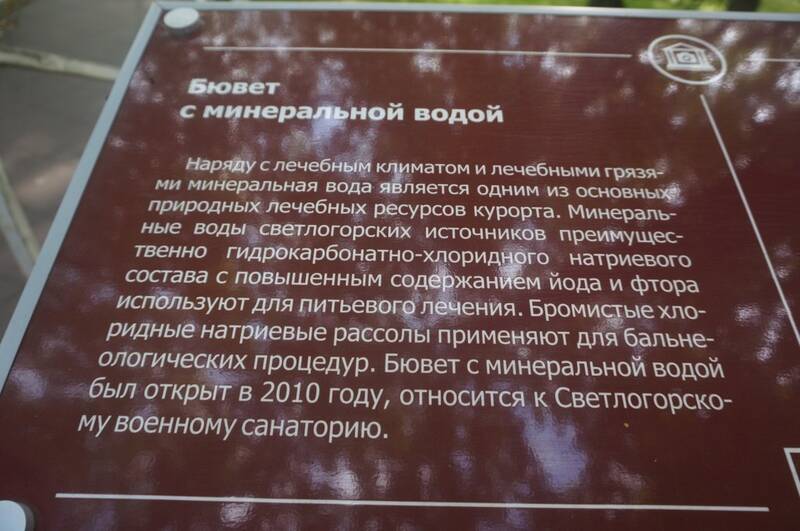 Бювет
с минеральной водой
Наряду с лечебным климатом и лечебными грязя-
ми минеральная вода является одним из основных
природных лечебных ресурсов курорта. Минераль-
ные воды светлогорских источников преимущес-
твенно гидрокарбонатно-хлоридного натриевого
состава с повышенным содержанием йода и фтора
используют для питьевого лечения. Бромистые хло-
ридные натриевые рассолы применяют для бальне-
ологических процедур. Бювет с минеральной водой
был открыт в 2010 году, относится к Светлогорско-
му военному санаторию.